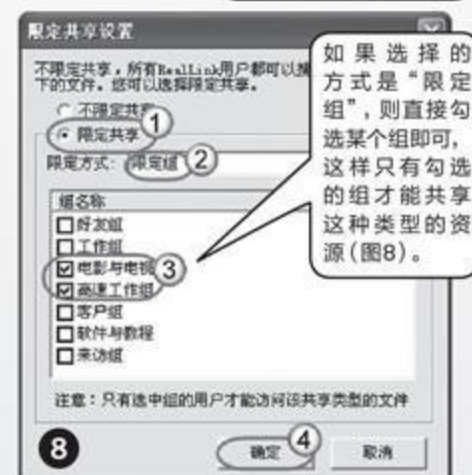 限定共享设置
不限定共享,所有RealLink用户都可以
下的文件。您可以选择限定共享。
不限定共
限定共享 1
限定方式: 限定组 2
组名称
好友组
工作组
电影与电视 3
高速工作组
客户组
软件与教程
来访组
注意:只有选中组的用户才能访问该共享类型的文件
8
确定 4
取消
如果选择的
方式是“限定
组”,则直接勾
选某个组即可,
这样只有勾选
的组才能共享
这种类型的资
源(图8)。